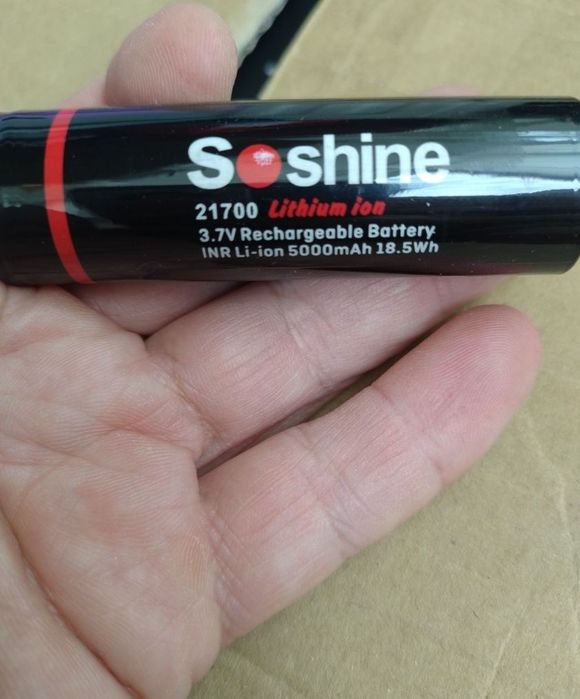 Soshine
21700 Lithium ion
3.7V Rechargeable Battery
INR Li-ion 5000mAh 18.5Wh